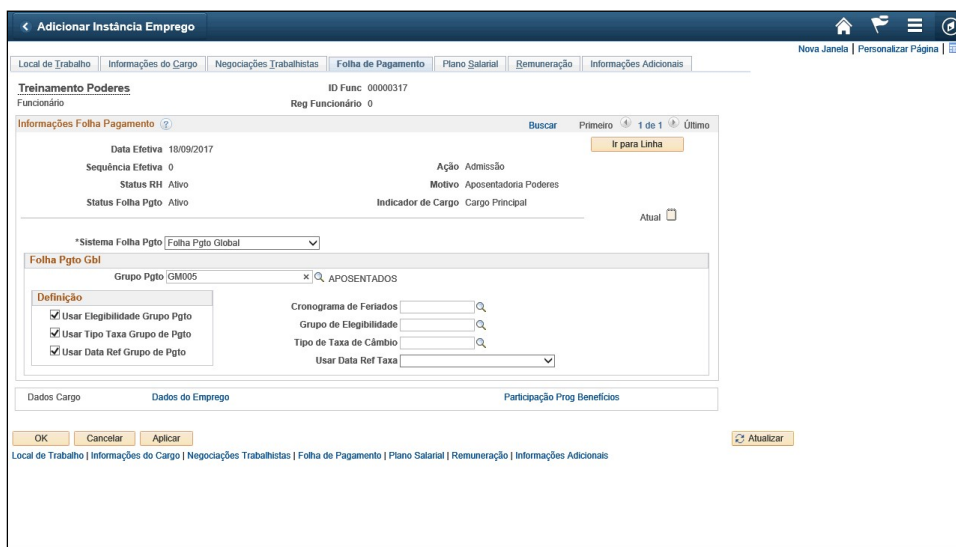 Adicionar Instância Emprego
Nova Janela | Personalizar Página |
Local de Trabalho Informações do Cargo Negociações Trabalhistas Folha de Pagamento Plano Salarial Remuneração Informações Adicionais
Treinamento Poderes ID Func 00000317
Funcionário Reg Funcionário 0
Informações Folha Pagamento ? Buscar Primeiro 1 de 1 Último
Data Efetiva 18/09/2017 Ir para Linha
Sequência Efetiva 0 Ação Admissão
Status RH Ativo Motivo Aposentadoria Poderes
Status Folha Pgto Ativo Indicador de Cargo Cargo Principal
Atual
*Sistema Folha Pgto Folha Pgto Global
Folha Pgto Gbl
Grupo Pgto GM005 × APOSENTADOS
Definição
Usar Elegibilidade Grupo Pgto
Usar Tipo Taxa Grupo de Pgto
Usar Data Ref Grupo de Pgto
Cronograma de Feriados
Grupo de Elegibilidade
Tipo de Taxa de Câmbio
Usar Data Ref Taxa
Dados Cargo Dados do Emprego Participação Prog Benefícios
OK Cancelar Aplicar Atualizar
Local de Trabalho | Informações do Cargo | Negociações Trabalhistas | Folha de Pagamento | Plano Salarial | Remuneração | Informações Adicionais